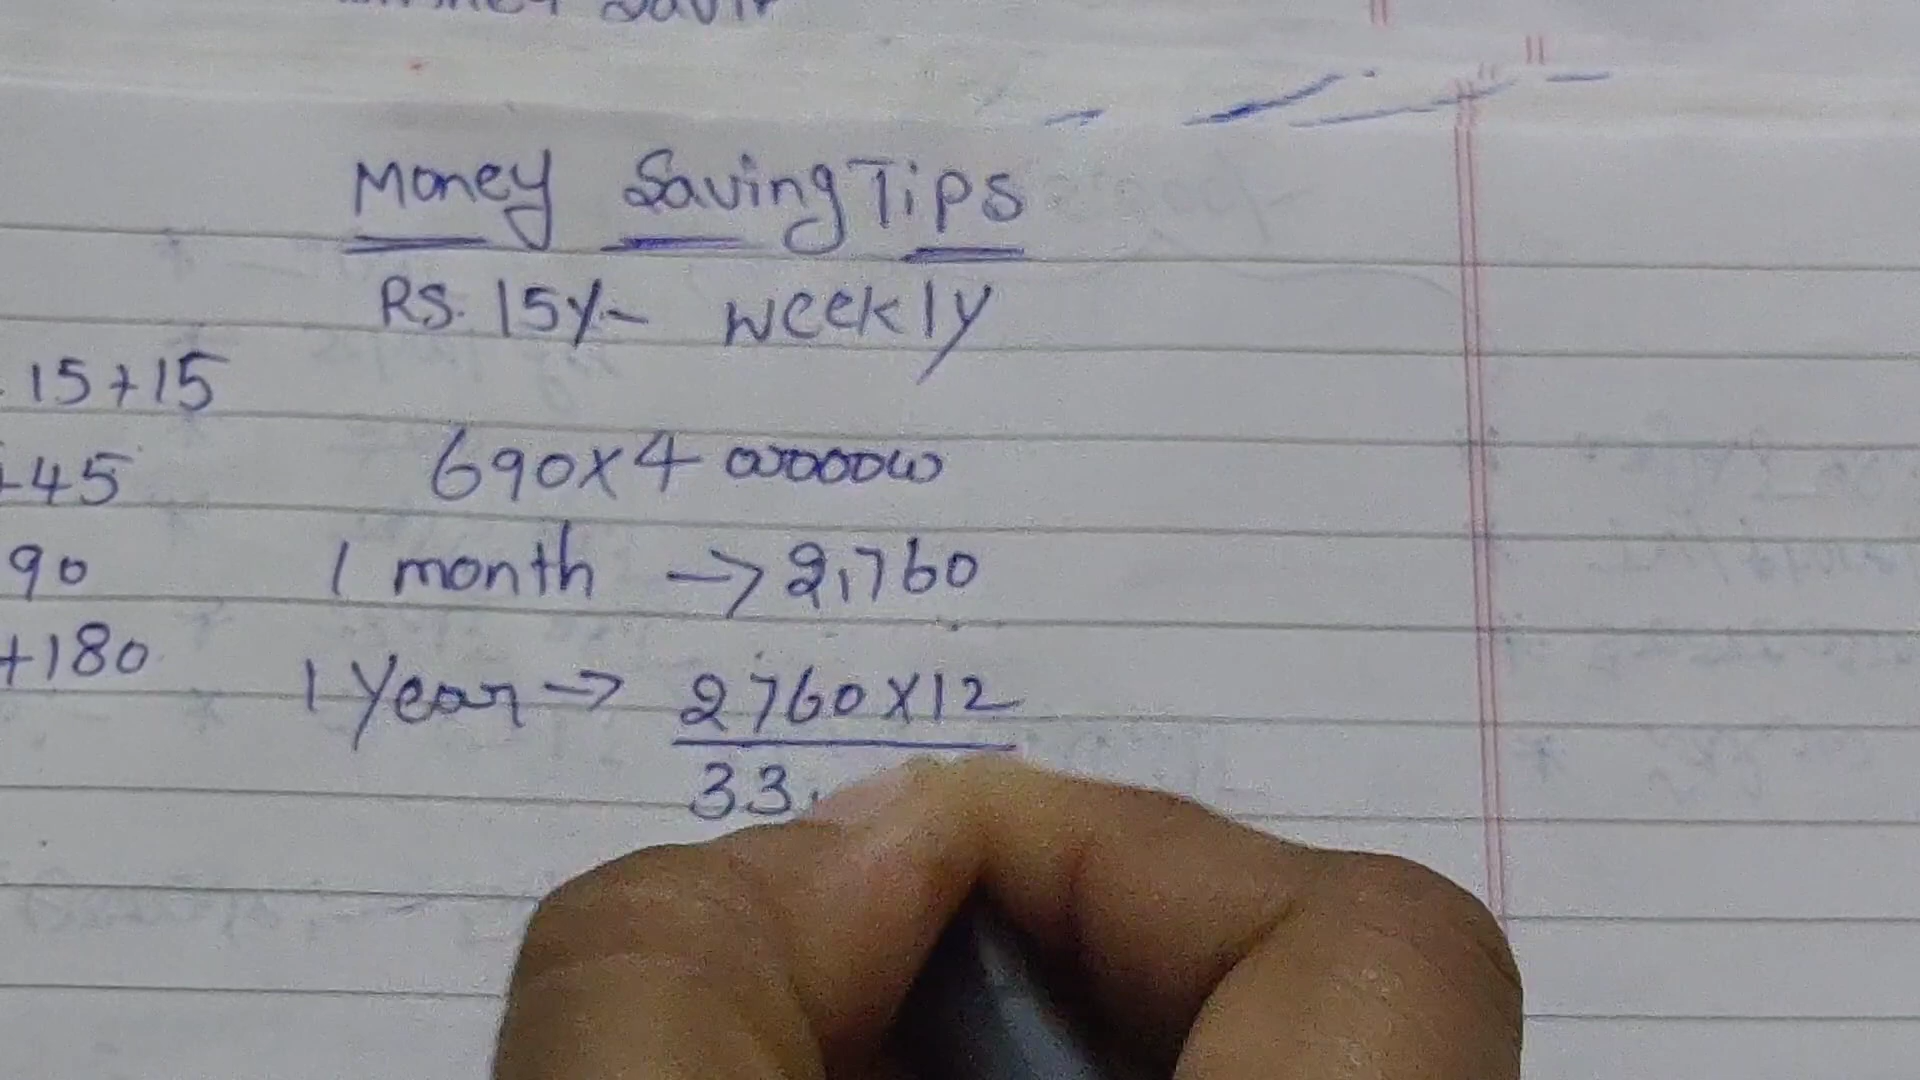 Money Saving Tips
RS. 15/- weekly
15+15
+45
690x4
90
1 month -> 2,760
+180
1 Year -> 2760x12
33,